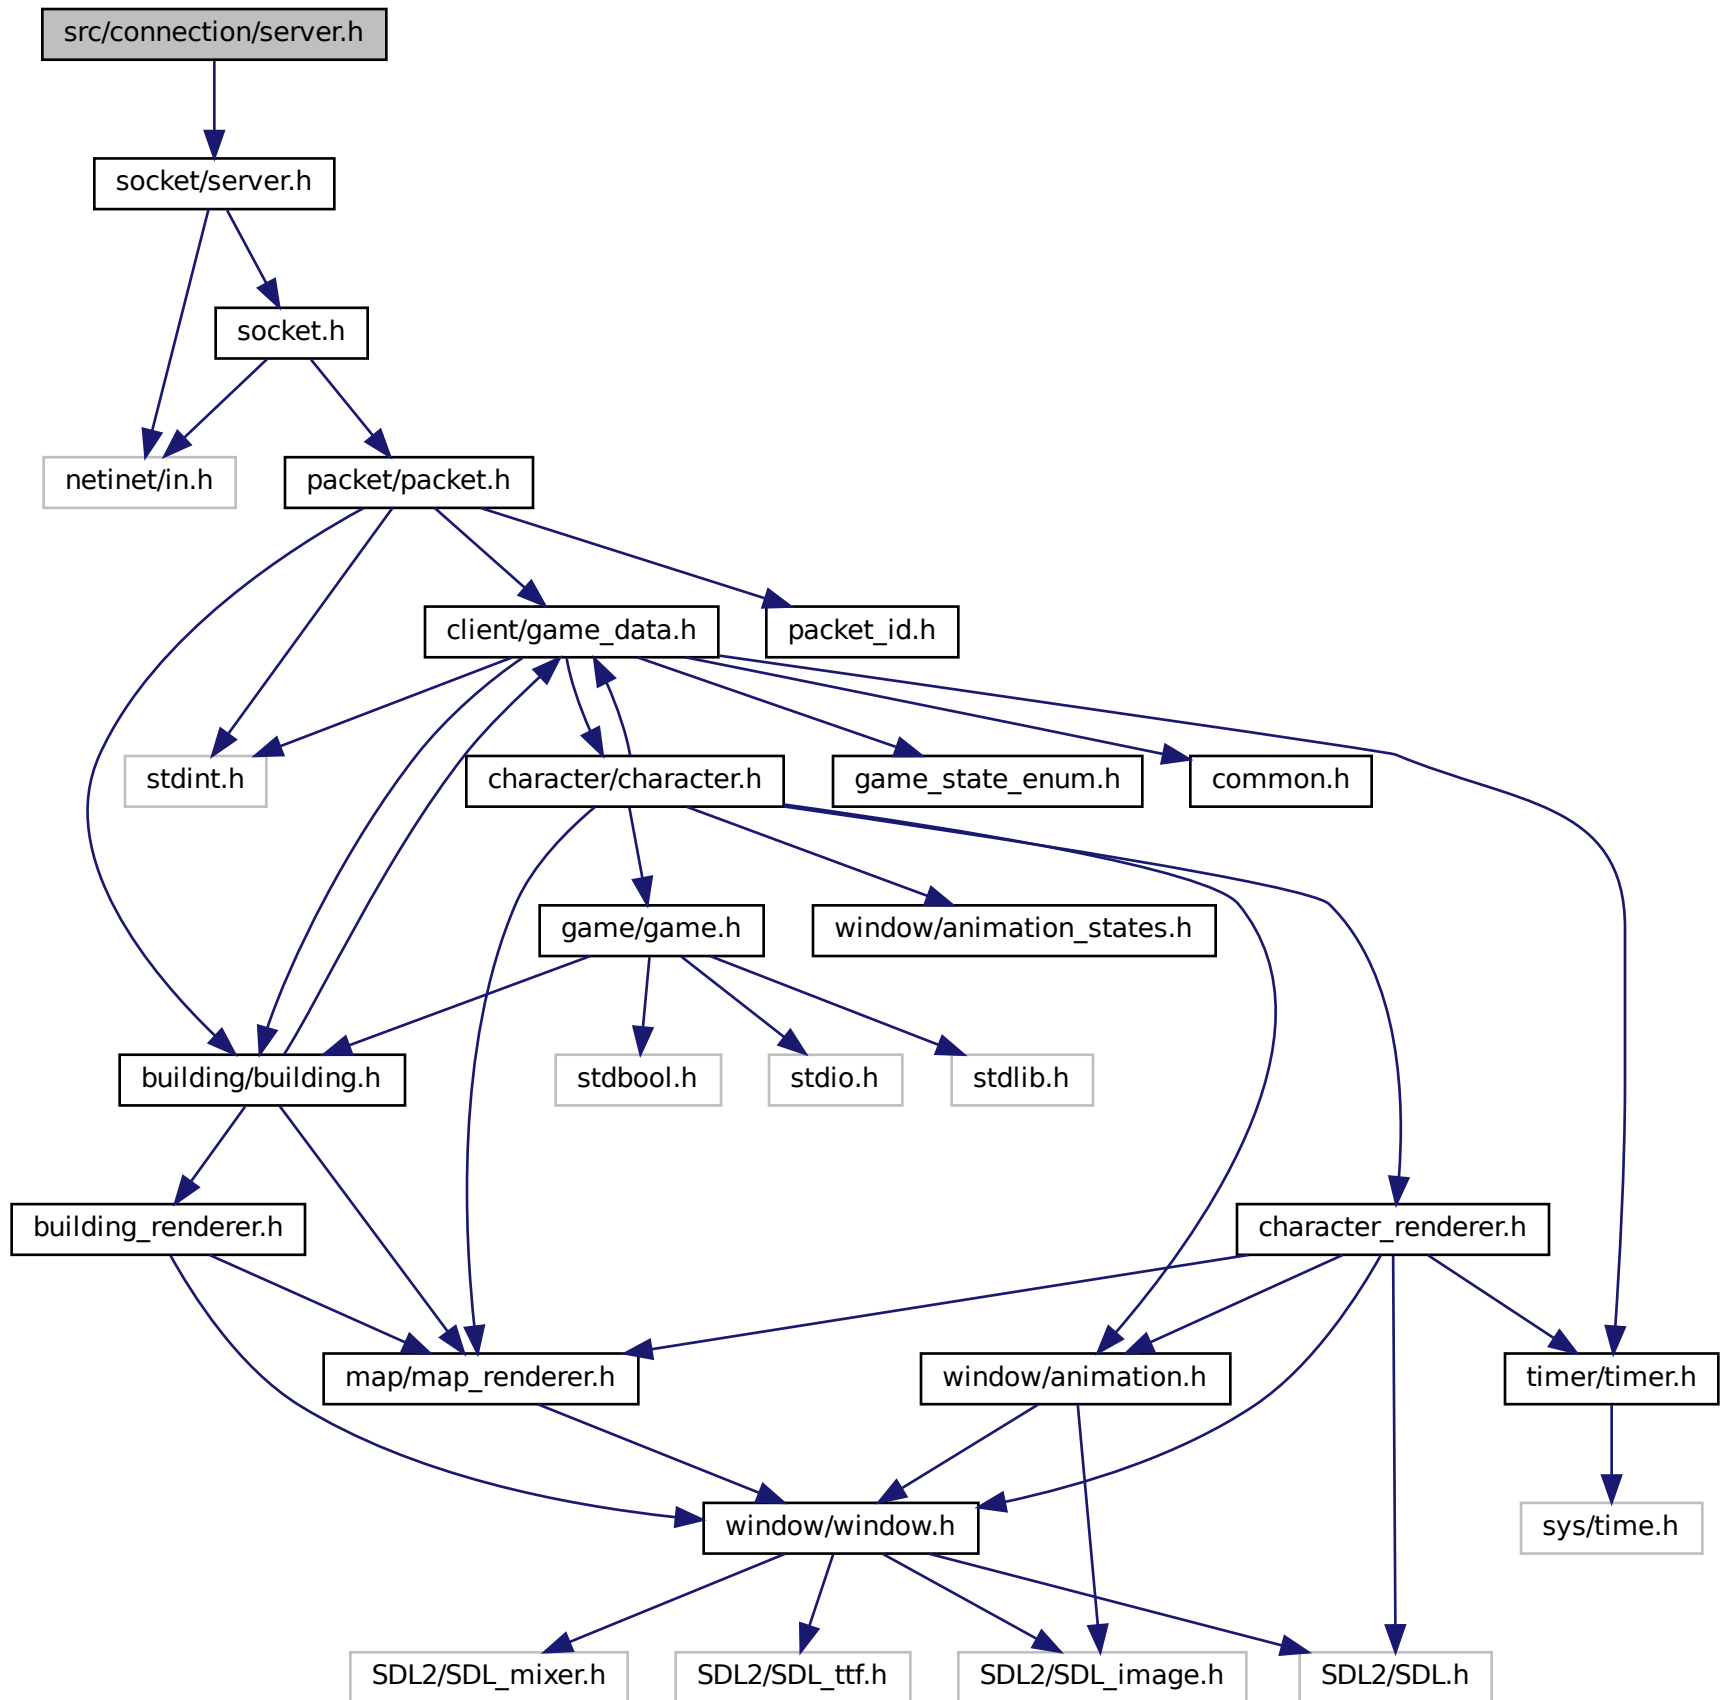 src/connection/server.h
socket/server.h
socket.h
netinet/in.h
packet/packet.h
client/game_data.h
packet_id.h
stdint.h
character/character.h
game_state_enum.h
common.h
game/game.h
window/animation_states.h
building/building.h
stdbool.h
stdio.h
stdlib.h
building_renderer.h
character_renderer.h
map/map_renderer.h
window/animation.h
timer/timer.h
window/window.h
sys/time.h
SDL2/SDL_mixer.h
SDL2/SDL_ttf.h
SDL2/SDL_image.h
SDL2/SDL.h